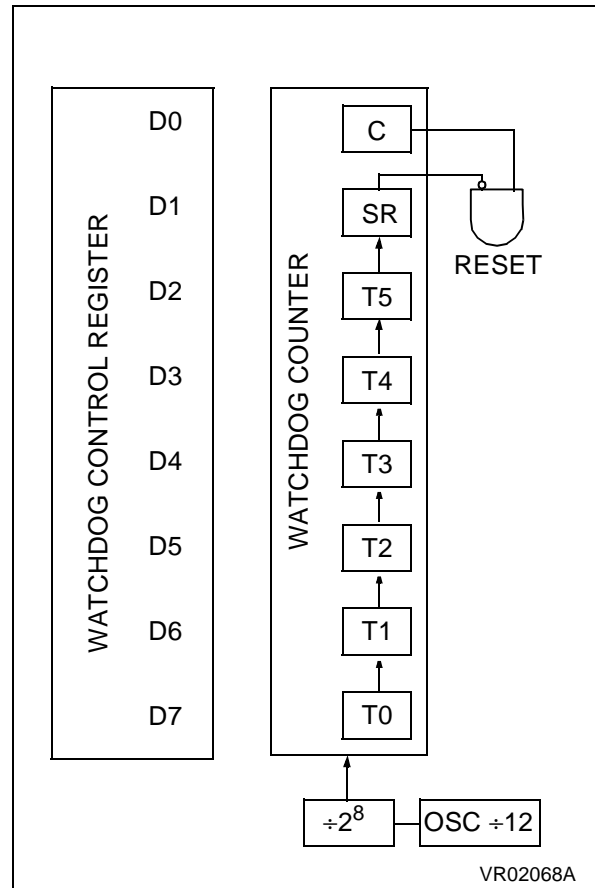 WATCHDOG CONTROL REGISTER
D0
D1
D2
D3
D4
D5
D6
D7
WATCHDOG COUNTER
C
SR
T5
T4
T3
T2
T1
T0
RESET
÷2⁸
OSC ÷12
VR02068A